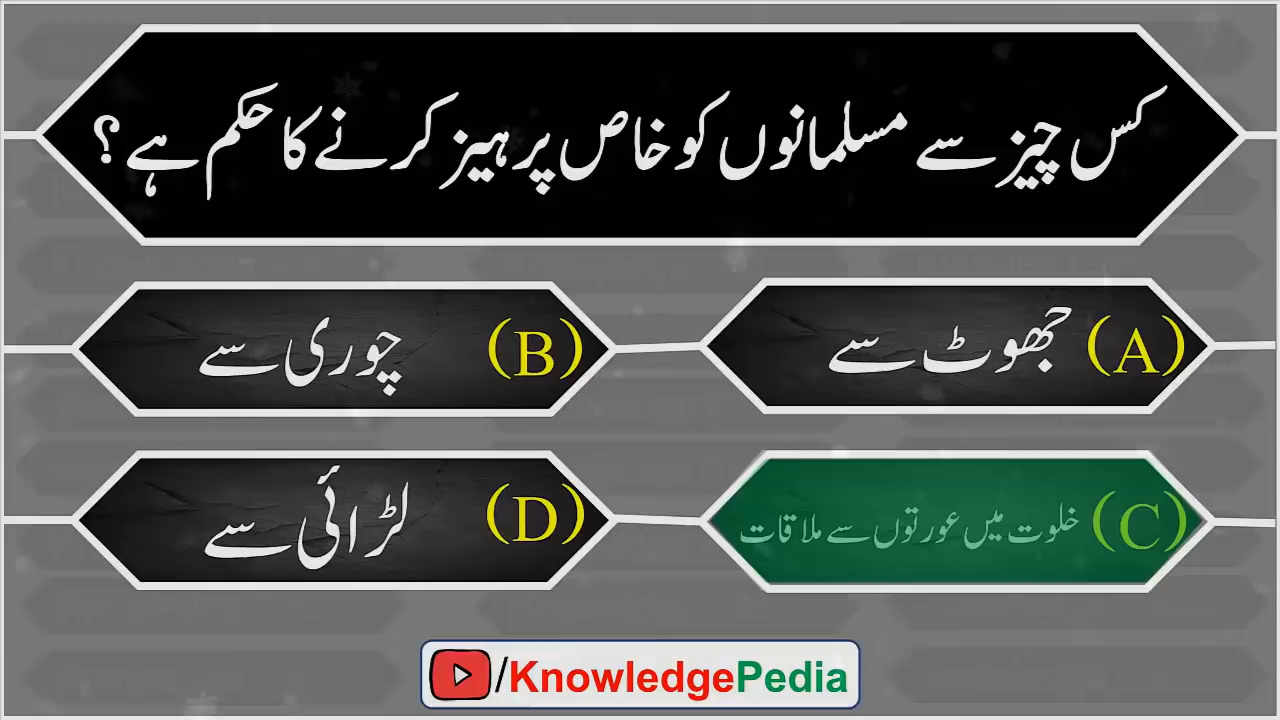 کس چیز سے مسلمانوں کو خاص پرہیز کرنے کا حکم ہے؟
(A) جھوٹ سے
(B) چوری سے
(C) خلوت میں عورتوں سے ملاقات
(D) لڑائی سے
/KnowledgePedia